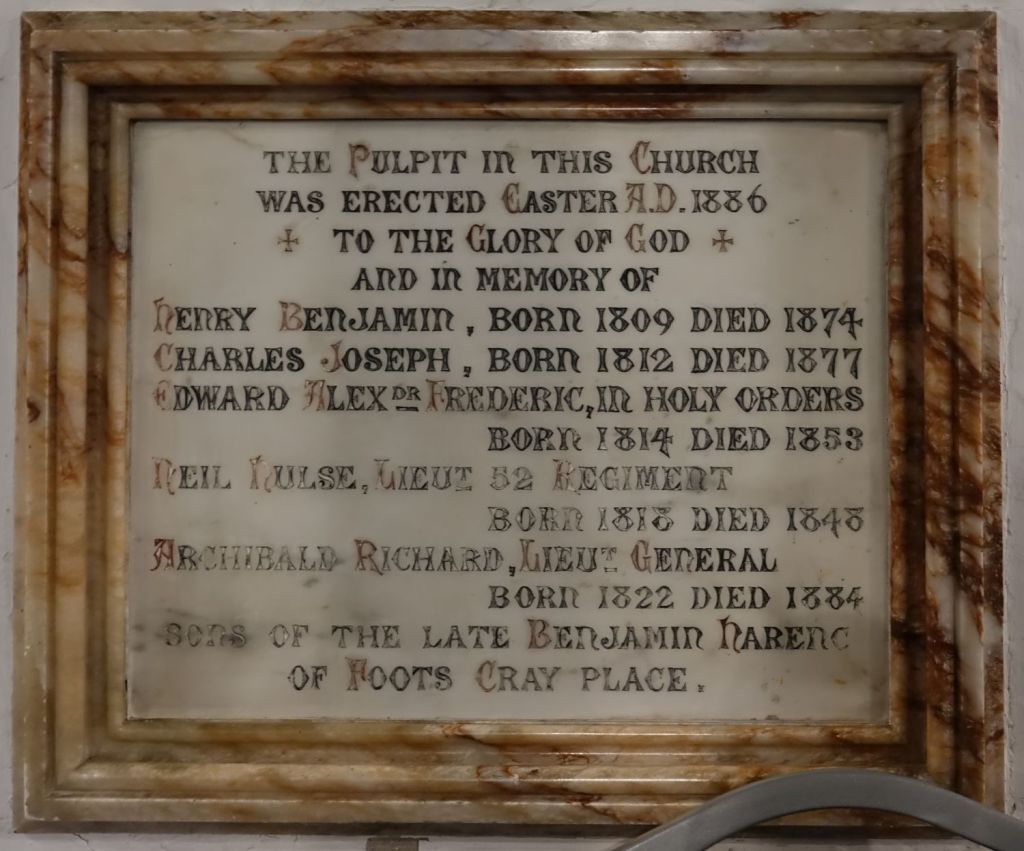 THE PULPIT IN THIS CHURCH
WAS ERECTED EASTER A.D. 1886
✠ TO THE GLORY OF GOD ✠
AND IN MEMORY OF
HENRY BENJAMIN, BORN 1809 DIED 1874
CHARLES JOSEPH, BORN 1812 DIED 1877
EDWARD ALEXDR FREDERIC, IN HOLY ORDERS
BORN 1814 DIED 1853
NEIL HULSE, LIEUT 52 REGIMENT
BORN 1818 DIED 1848
ARCHIBALD RICHARD, LIEUT GENERAL
BORN 1822 DIED 1884
SONS OF THE LATE BENJAMIN HARENC
OF FOOTS CRAY PLACE.